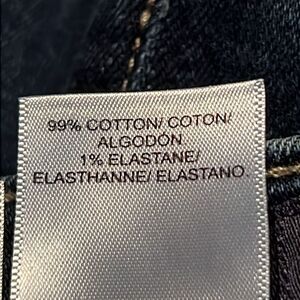 99% COTTON/ COTON/
ALGODÓN
1% ELASTANE/
ELASTHANNE/ ELASTANO.